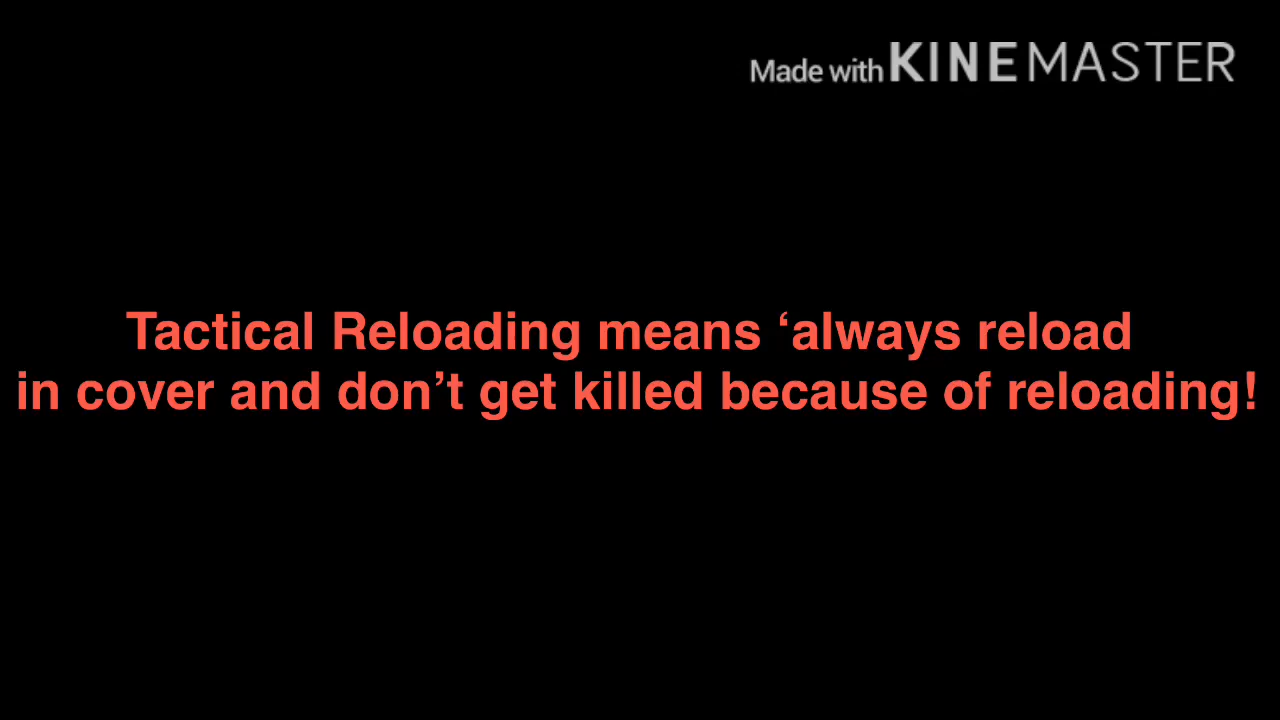 Made with KINEMASTER
Tactical Reloading means ‘always reload
in cover and don’t get killed because of reloading!